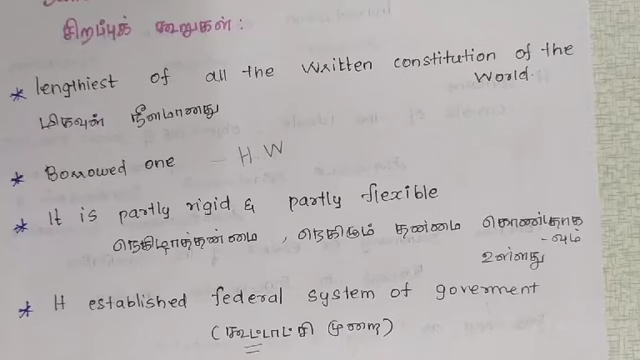 சிறப்புக் கூறுகள் :
* lengthiest of all the written constitution of the
World.
மிகவும் நீளமானது
* Borrowed one - H.W
* It is partly rigid & partly flexible
நெகிழாத்தன்மை , நெகிழும் தன்மை கொண்டதாக
-வும்
உள்ளது
* It established federal system of goverment
(கூட்டாட்சி முறை)